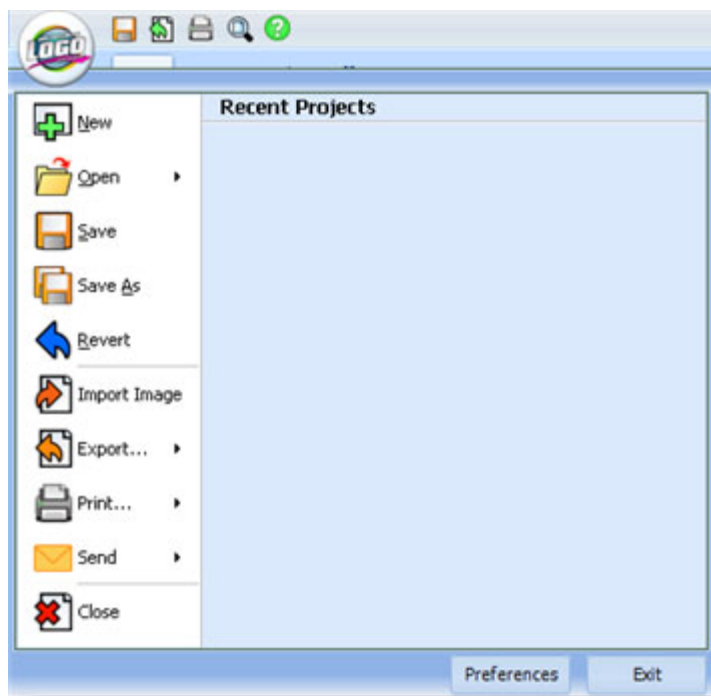 LOGO
?
Recent Projects
New
Open
Save
Save As
Revert
Import Image
Export...
Print...
Send
Close
Preferences
Exit